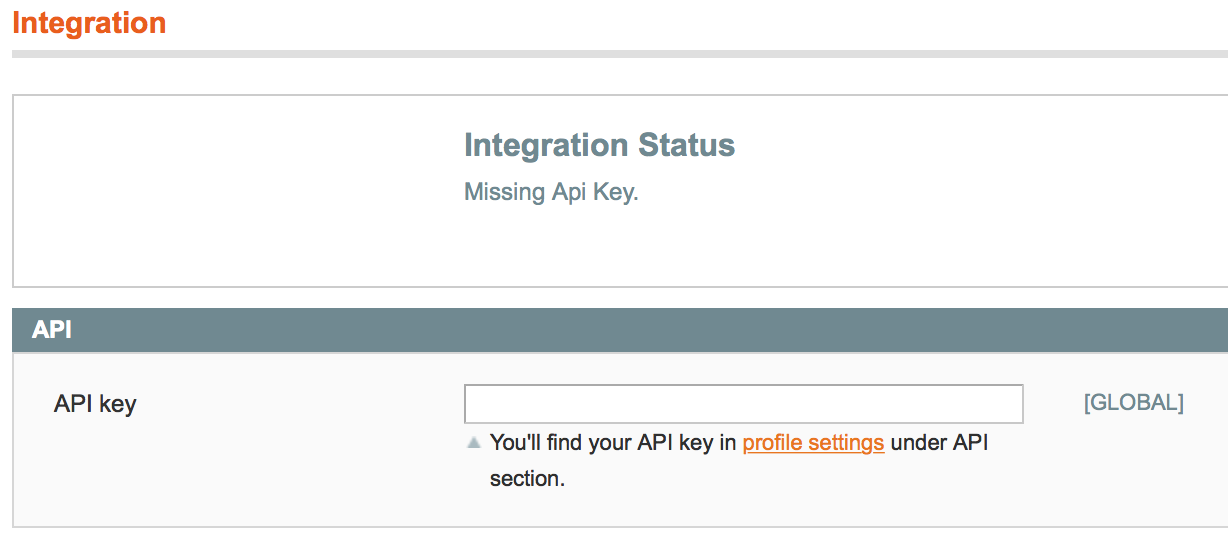 Integration
Integration Status
Missing Api Key.
API
API key
[GLOBAL]
You'll find your API key in profile settings under API
section.